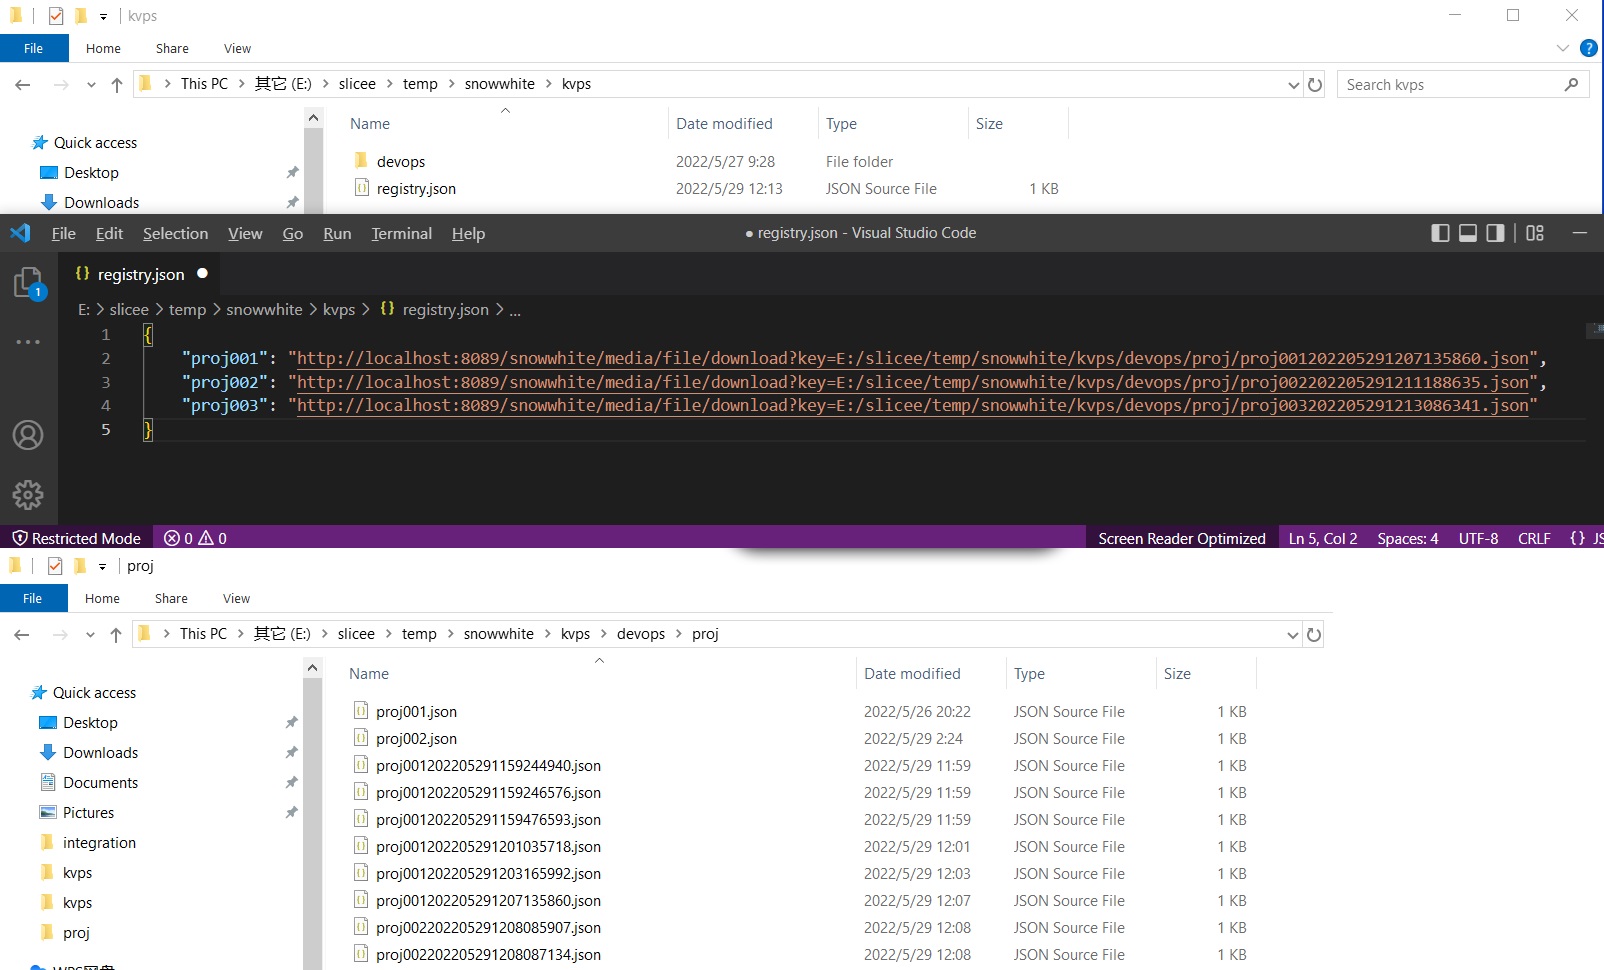 kvps
File Home Share View
This PC 其它 (E:) slicee temp snowwhite kvps Search kvps
Name Date modified Type Size
Quick access
devops 2022/5/27 9:28 File folder
Desktop
registry.json 2022/5/29 12:13 JSON Source File 1 KB
Downloads
File Edit Selection View Go Run Terminal Help ● registry.json - Visual Studio Code
{} registry.json
1
E: > slicee > temp > snowwhite > kvps > {} registry.json > ...
1 {
2 "proj001": "http://localhost:8089/snowwhite/media/file/download?key=E:/slicee/temp/snowwhite/kvps/devops/proj/proj001202205291207135860.json",
3 "proj002": "http://localhost:8089/snowwhite/media/file/download?key=E:/slicee/temp/snowwhite/kvps/devops/proj/proj002202205291211188635.json",
4 "proj003": "http://localhost:8089/snowwhite/media/file/download?key=E:/slicee/temp/snowwhite/kvps/devops/proj/proj003202205291213086341.json"
5 }
Restricted Mode 0 0 Screen Reader Optimized Ln 5, Col 2 Spaces: 4 UTF-8 CRLF {} JS
proj
File Home Share View
This PC 其它 (E:) slicee temp snowwhite kvps devops proj
Name Date modified Type Size
Quick access
proj001.json 2022/5/26 20:22 JSON Source File 1 KB
Desktop
proj002.json 2022/5/29 2:24 JSON Source File 1 KB
Downloads
proj001202205291159244940.json 2022/5/29 11:59 JSON Source File 1 KB
Documents
proj001202205291159246576.json 2022/5/29 11:59 JSON Source File 1 KB
Pictures
proj001202205291159476593.json 2022/5/29 11:59 JSON Source File 1 KB
integration
proj001202205291201035718.json 2022/5/29 12:01 JSON Source File 1 KB
kvps
proj001202205291203165992.json 2022/5/29 12:03 JSON Source File 1 KB
kvps
proj001202205291207135860.json 2022/5/29 12:07 JSON Source File 1 KB
proj
proj002202205291208085907.json 2022/5/29 12:08 JSON Source File 1 KB
proj002202205291208087134.json 2022/5/29 12:08 JSON Source File 1 KB